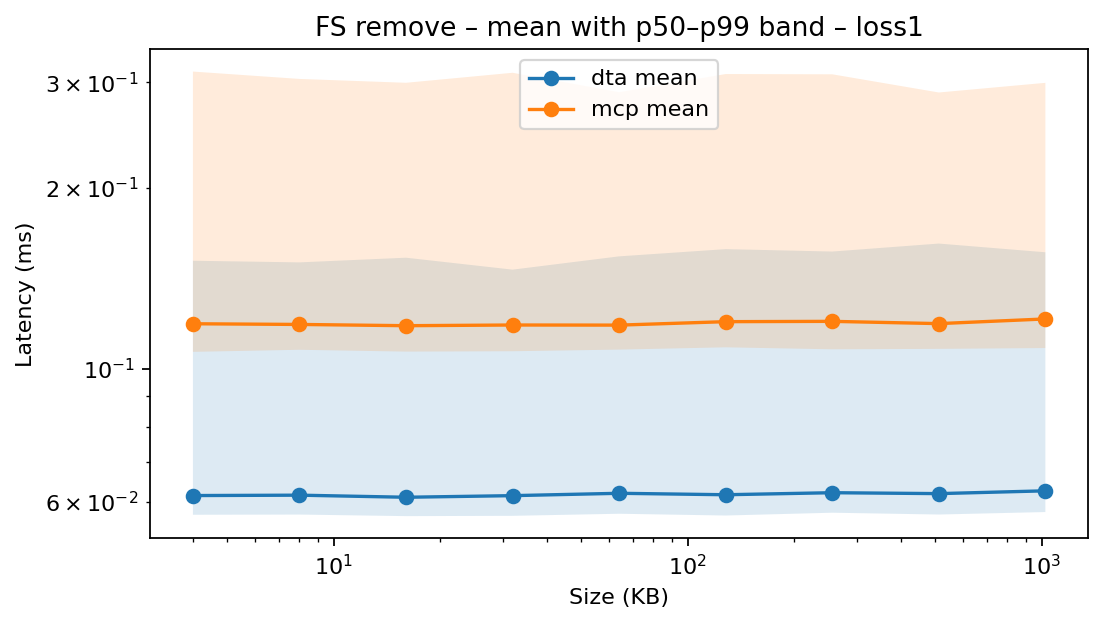 FS remove – mean with p50–p99 band – loss1
dta mean
mcp mean
3 × 10⁻¹
2 × 10⁻¹
10⁻¹
6 × 10⁻²
Latency (ms)
10¹
10²
10³
Size (KB)